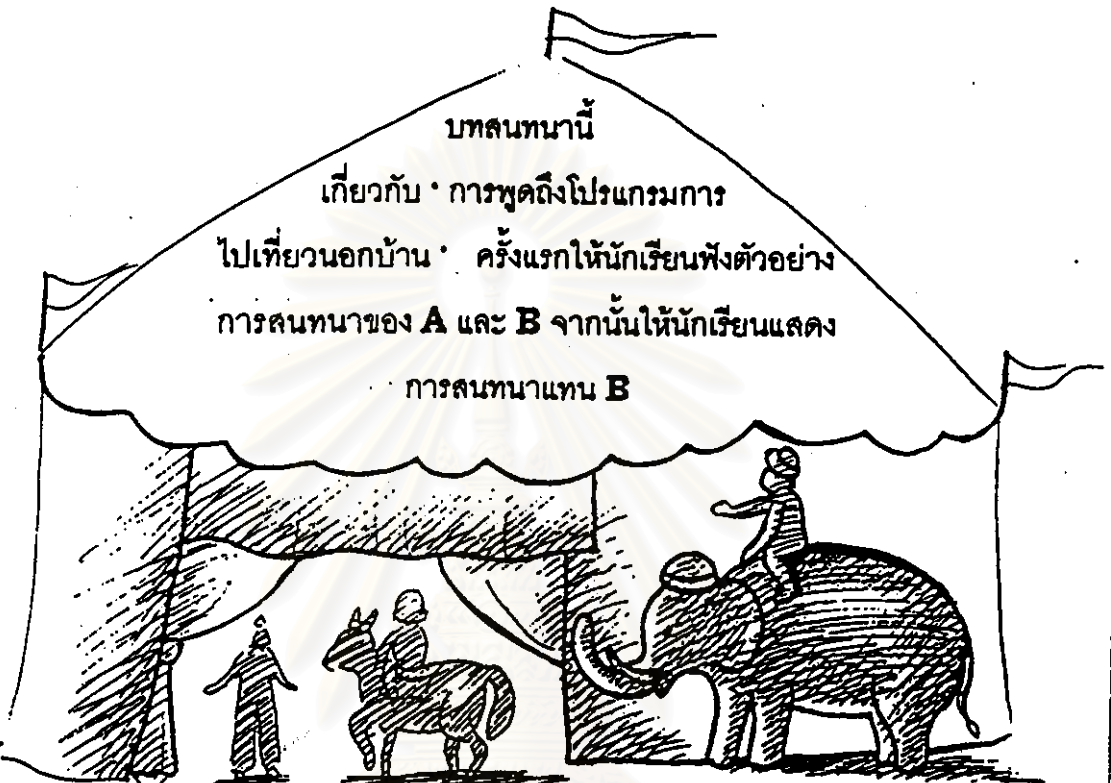 บทสนทนานี้
เกี่ยวกับ " การพูดถึงโปรแกรมการ
ไปเที่ยวนอกบ้าน " ครั้งแรกให้นักเรียนฟังตัวอย่าง
การสนทนาของ A และ B จากนั้นให้นักเรียนแสดง
การสนทนาแทน B